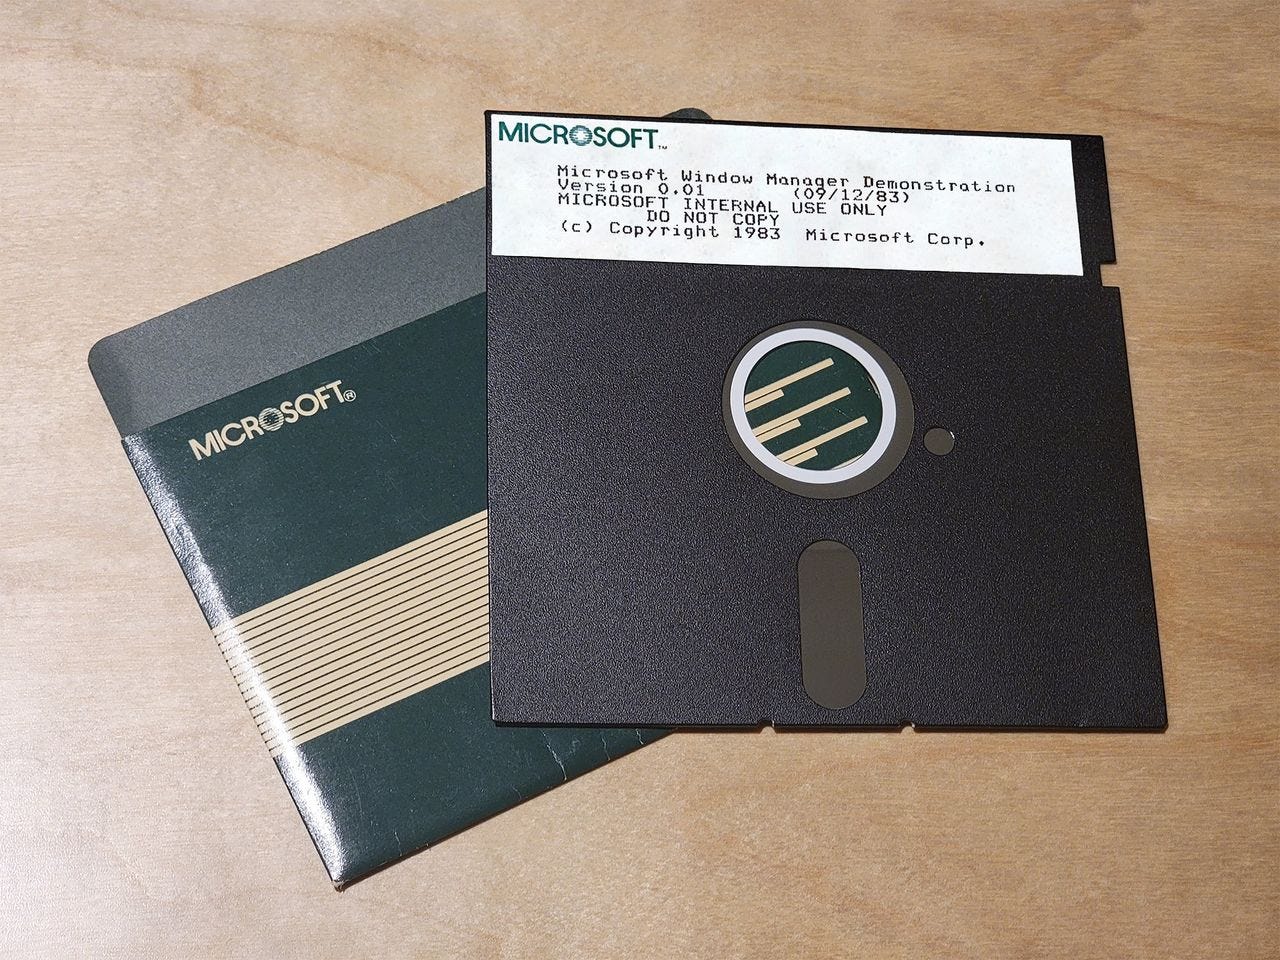 MICROSOFT™
Microsoft Window Manager Demonstration
Version 0.01 (09/12/83)
MICROSOFT INTERNAL USE ONLY
DO NOT COPY
(c) Copyright 1983 Microsoft Corp.
MICROSOFT®